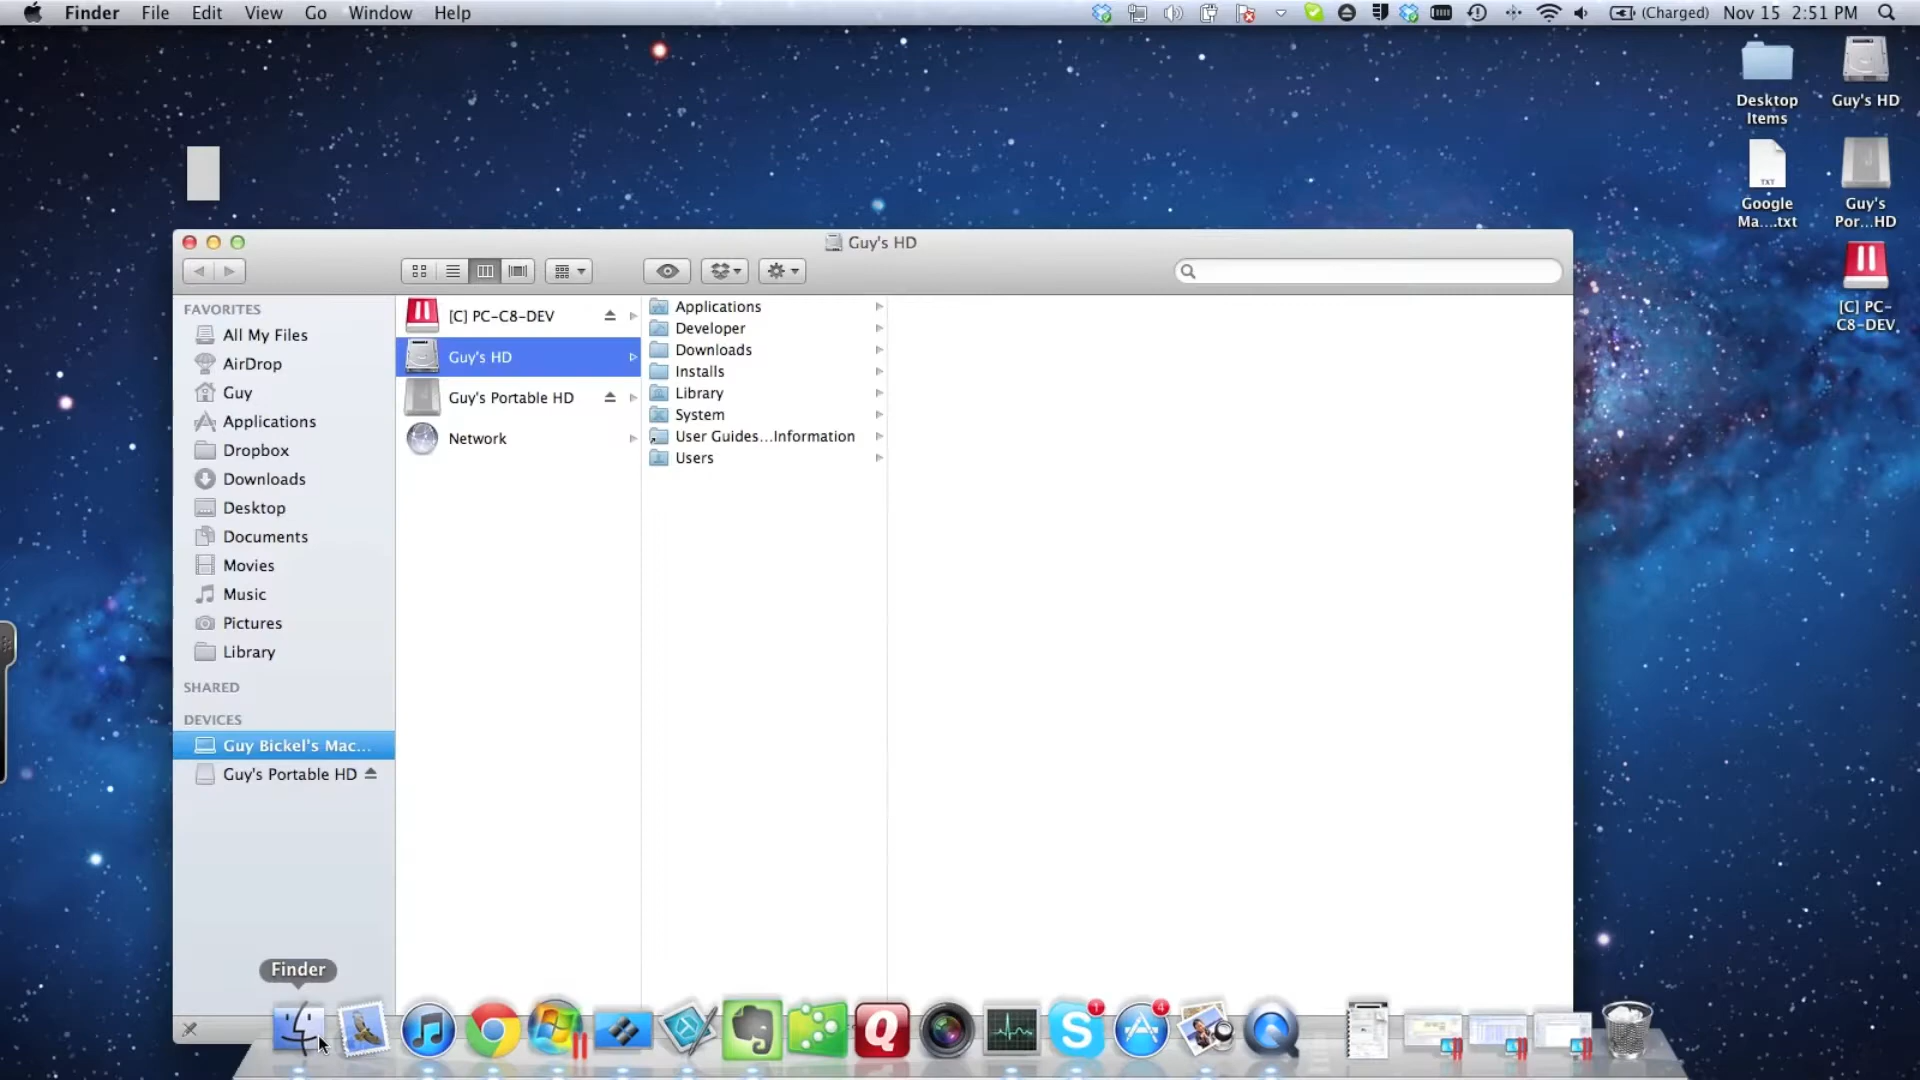 Finder File Edit View Go Window Help
(Charged) Nov 15 2:51 PM
Desktop
Items
Guy's HD
TXT
Google
Ma....txt
Guy's
Por...HD
[C] PC-
C8-DEV
Guy's HD
FAVORITES
All My Files
AirDrop
Guy
Applications
Dropbox
Downloads
Desktop
Documents
Movies
Music
Pictures
Library
SHARED
DEVICES
Guy Bickel's Mac...
Guy's Portable HD
[C] PC-C8-DEV
Guy's HD
Guy's Portable HD
Network
Applications
Developer
Downloads
Installs
Library
System
User Guides...Information
Users
Finder
Q
S
1
4